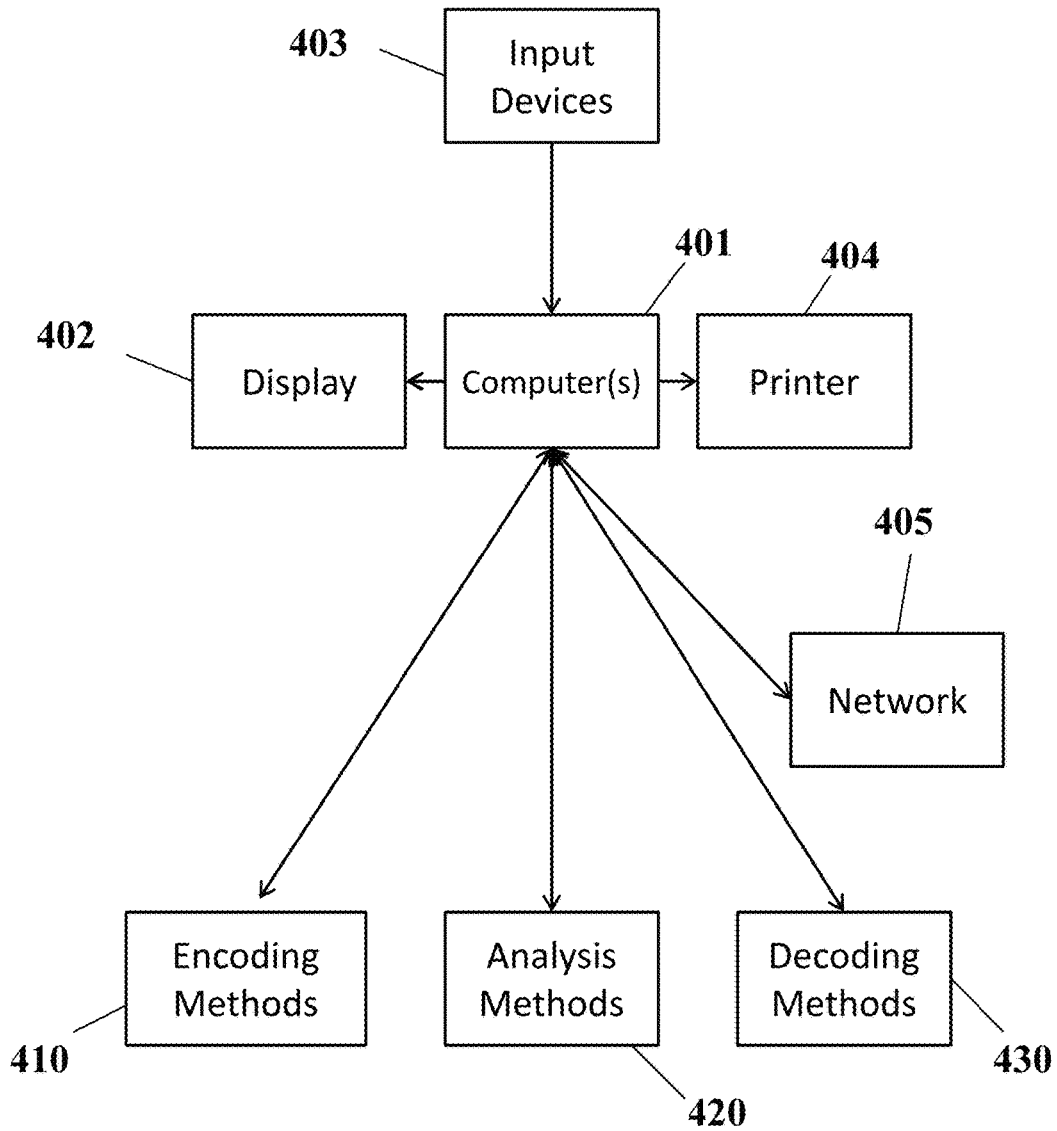 403
Input
Devices
401
404
402
Display
Computer(s)
Printer
405
Network
Encoding
Methods
Analysis
Methods
Decoding
Methods
410
420
430